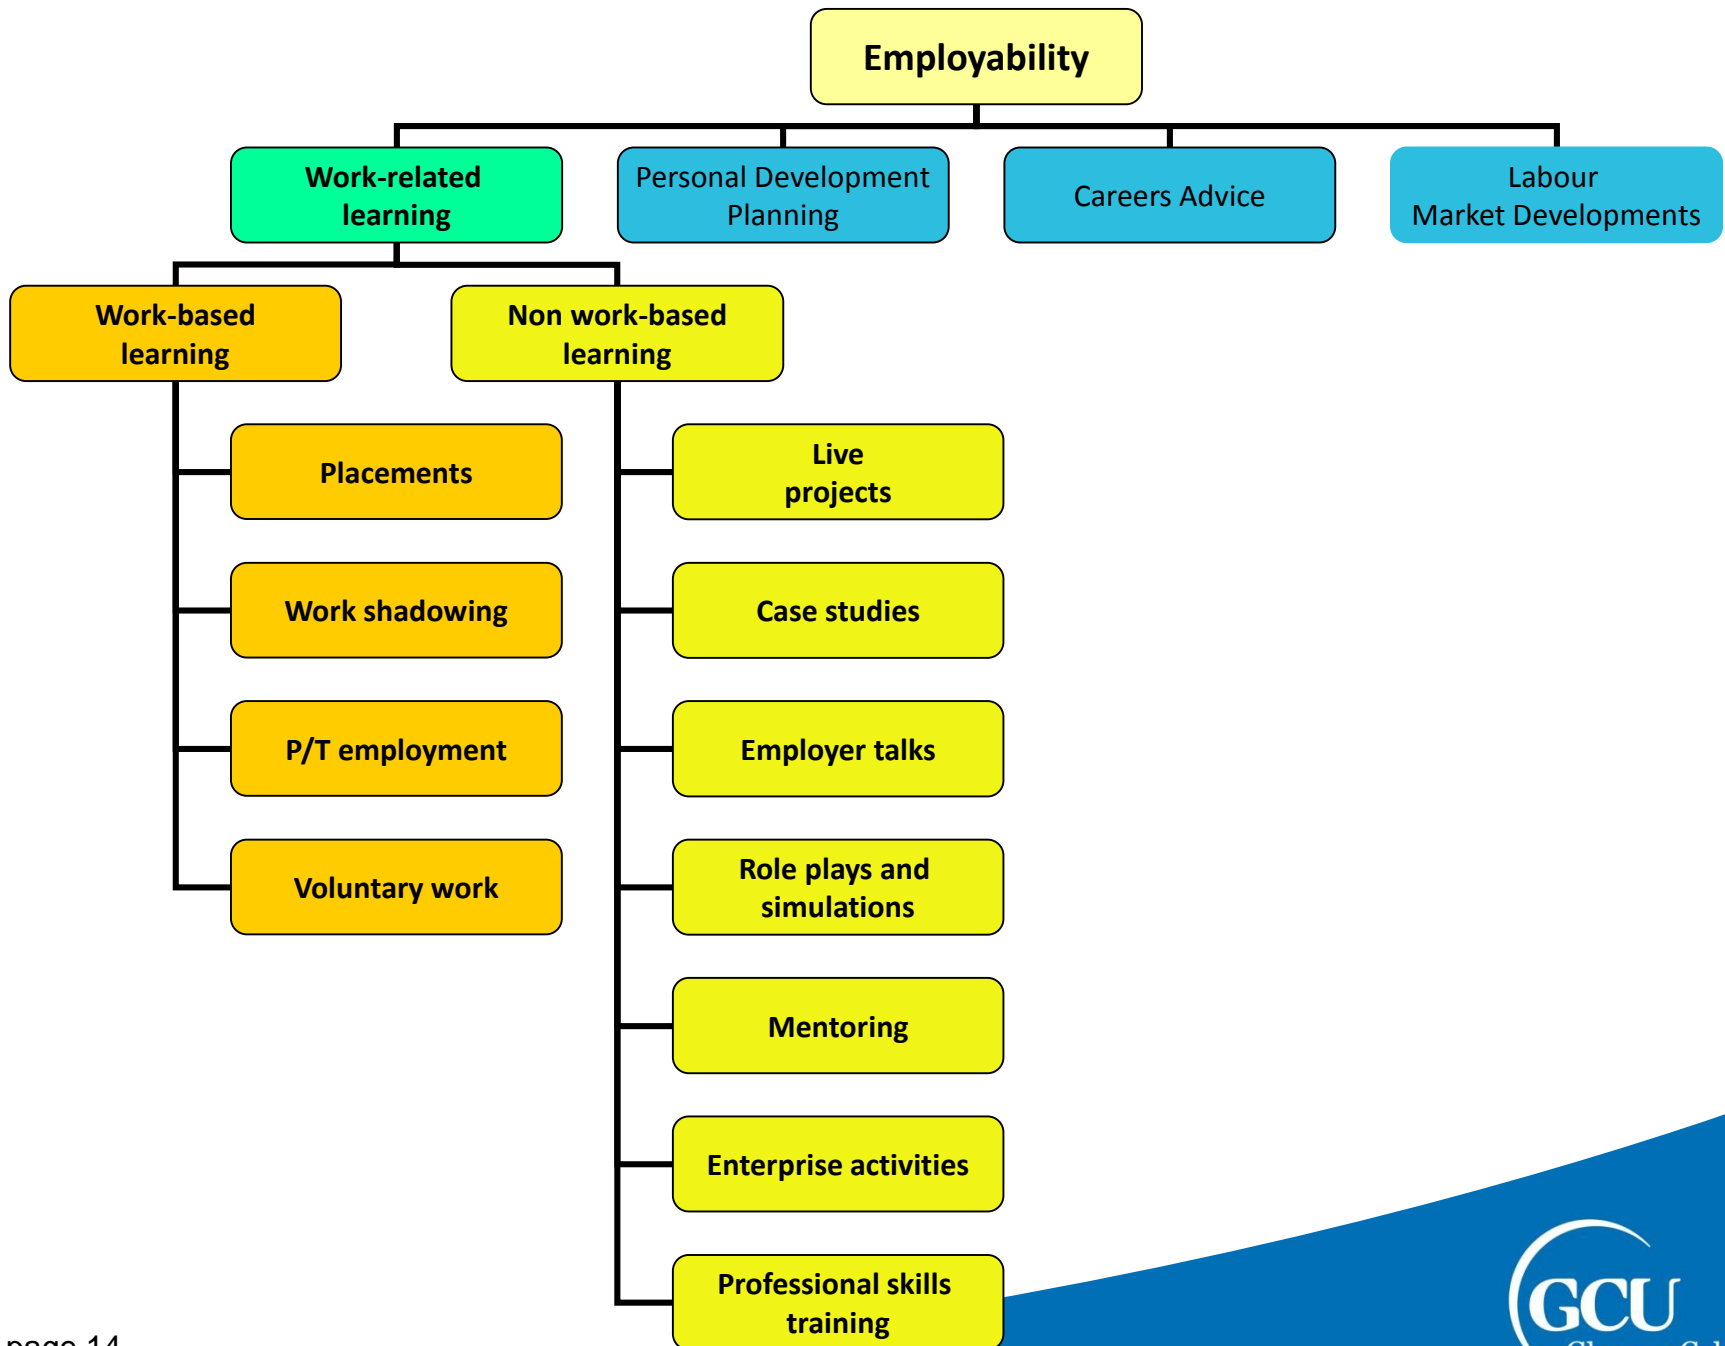 Employability
Work-related
learning
Personal Development
Planning
Careers Advice
Labour
Market Developments
Work-based
learning
Non work-based
learning
Placements
Work shadowing
P/T employment
Voluntary work
Live
projects
Case studies
Employer talks
Role plays and
simulations
Mentoring
Enterprise activities
Professional skills
training
page 14
GCU